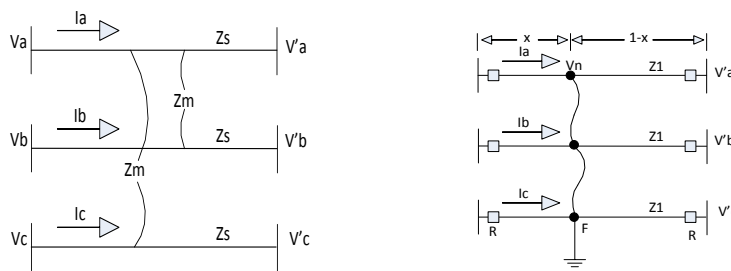 Ia
Va
Zs
V'a
Zm
Ib
Vb
Zs
V'b
Zm
Ic
Vc
Zs
V'c
x
1-x
Ia
Vn
Z1
V'a
Ib
Z1
V'b
Ic
Z1
V'
R
F
R